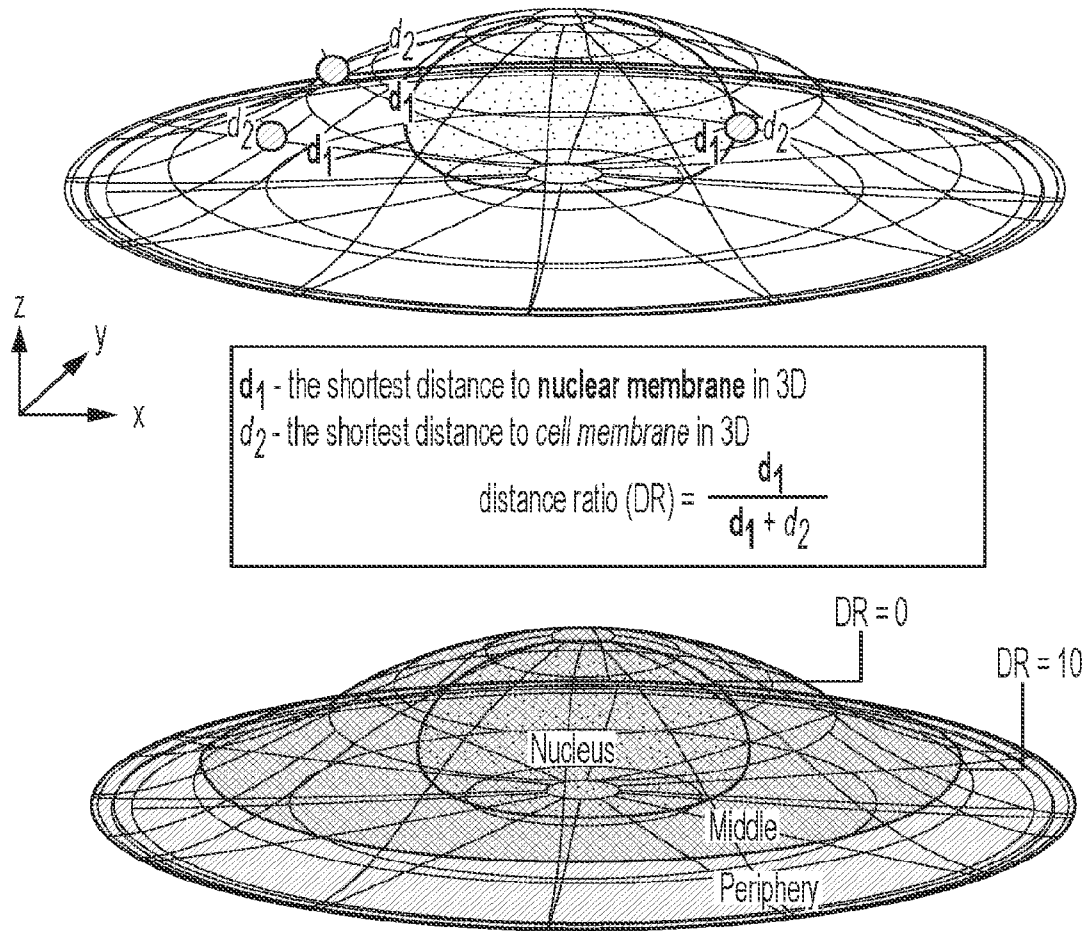 d2
d1
d2
d1
d1
d2
z
y
x
d1 - the shortest distance to nuclear membrane in 3D
d2 - the shortest distance to cell membrane in 3D
distance ratio (DR) = d1 / d1 + d2
DR = 0
DR = 10
Nucleus
Middle
Periphery